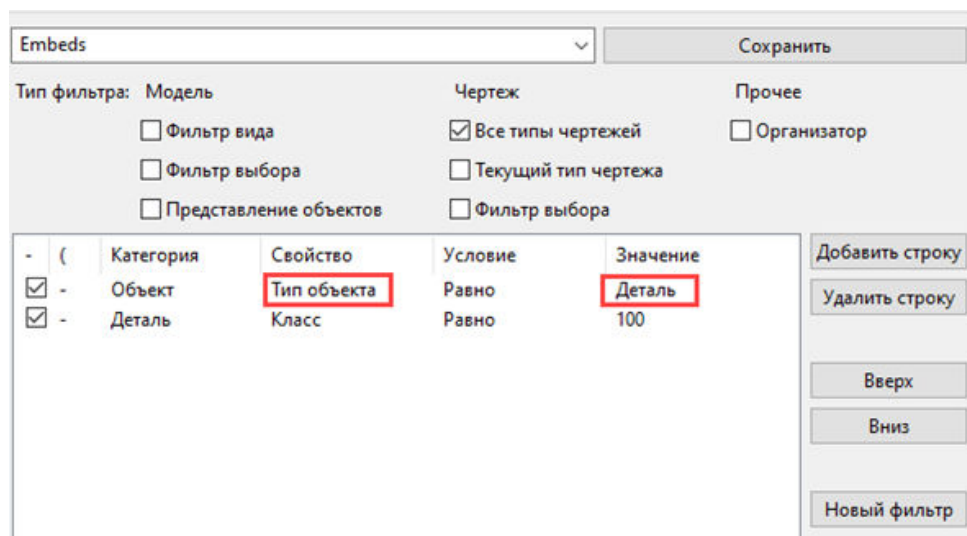 Embeds Сохранить
Тип фильтра: Модель Чертеж Прочее
Фильтр вида Все типы чертежей Организатор
Фильтр выбора Текущий тип чертежа
Представление объектов Фильтр выбора
- ( Категория Свойство Условие Значение Добавить строку
- Объект Тип объекта Равно Деталь Удалить строку
- Деталь Класс Равно 100
Вверх
Вниз
Новый фильтр